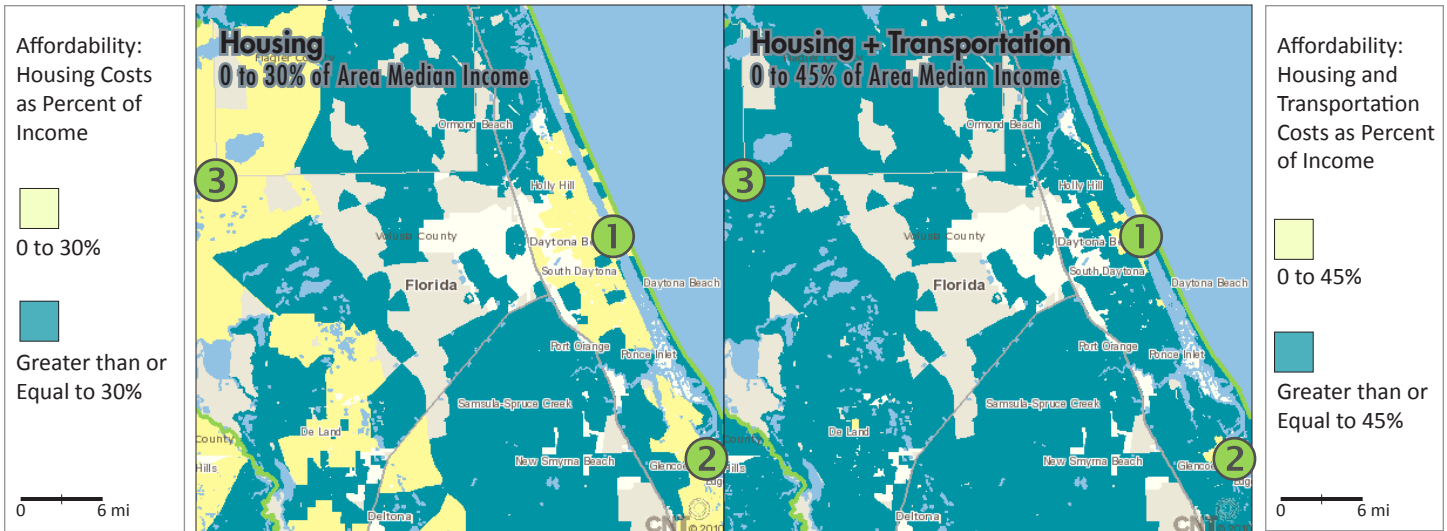 Affordability:
Housing Costs
as Percent of
Income
0 to 30%
Greater than or
Equal to 30%
0 6 mi
Housing
0 to 30% of Area Median Income
Flagler Co
Ormond Beach
3
Holly Hill
Volusia County
Daytona Be
1
South Daytona
Daytona Beach
Florida
Port Orange
Ponce Inlet
Samsula-Spruce Creek
De Land
County
Hills
New Smyrna Beach
Glencoe
2
Deltona
CNT © 2010
Housing + Transportation
0 to 45% of Area Median Income
Ormond Beach
3
Holly Hill
Volusia County
Daytona Be
1
South Daytona
Daytona Beach
Florida
Port Orange
Ponce Inlet
Samsula-Spruce Creek
De Land
County
Hills
New Smyrna Beach
Glencoe
2
Deltona
CNT © 2010
Affordability:
Housing and
Transportation
Costs as Percent
of Income
0 to 45%
Greater than or
Equal to 45%
0 6 mi